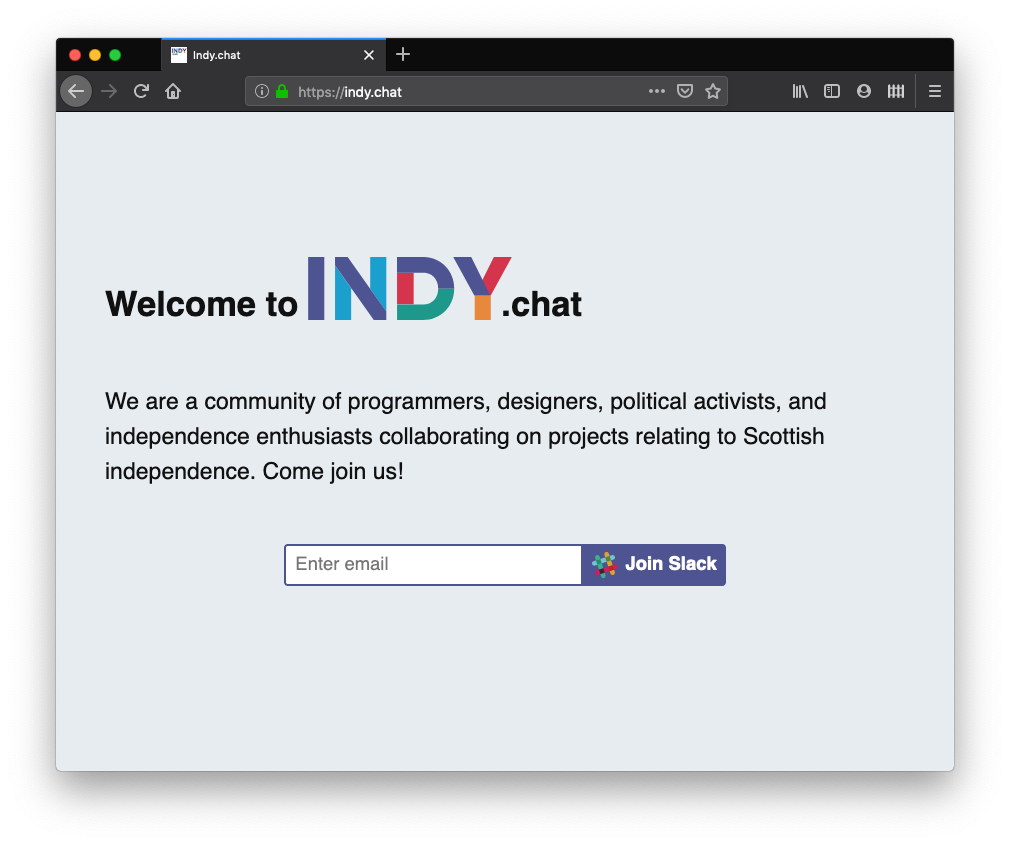 Indy.chat
https://indy.chat
Welcome to INDY.chat
We are a community of programmers, designers, political activists, and
independence enthusiasts collaborating on projects relating to Scottish
independence. Come join us!
Enter email
Join Slack